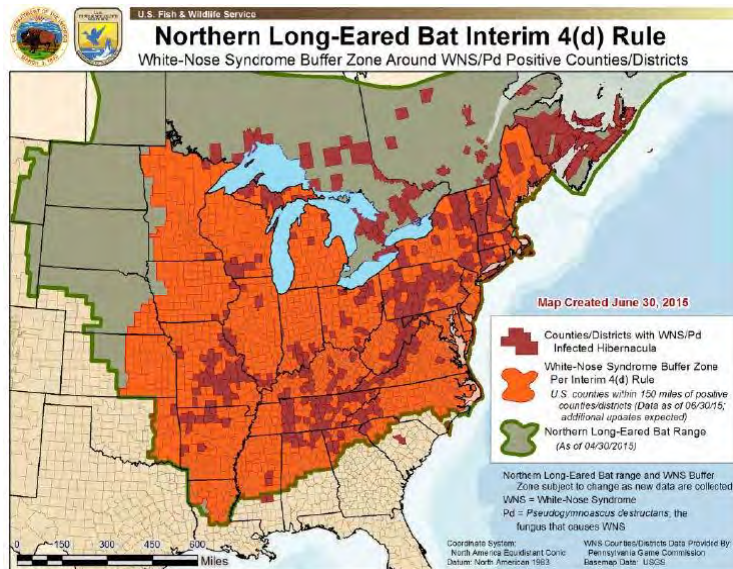 U.S. Fish & Wildlife Service
Northern Long-Eared Bat Interim 4(d) Rule
White-Nose Syndrome Buffer Zone Around WNS/Pd Positive Counties/Districts
Map Created June 30, 2015
Counties/Districts with WNS/Pd
Infected Hibernacula
White-Nose Syndrome Buffer Zone
Per Interim 4(d) Rule
U.S. counties within 150 miles of positive
counties/districts (Data as of 06/30/15;
additional updates expected)
Northern Long-Eared Bat Range
(As of 04/30/2015)
Northern Long-Eared Bat range and WNS Buffer
Zone subject to change as new data are collected
WNS = White-Nose Syndrome
Pd = Pseudogymnoascus destructans, the
fungus that causes WNS
0 150 300 450 600
Miles
Coordinate System:
North America Equidistant Conic
Datum: North American 1983
WNS Counties/Districts Data Provided By:
Pennsylvania Game Commission
Basemap Data: USGS